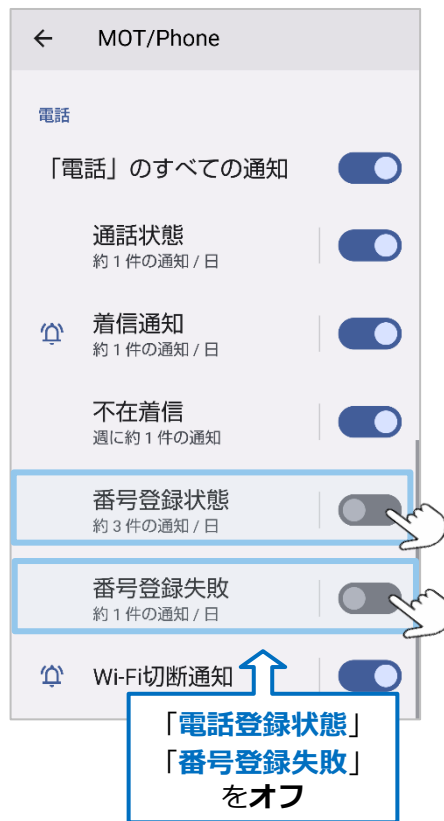 MOT/Phone
電話
「電話」のすべての通知
通話状態
約 1 件の通知 / 日
着信通知
約 1 件の通知 / 日
不在着信
週に約 1 件の通知
番号登録状態
約 3 件の通知 / 日
番号登録失敗
約 1 件の通知 / 日
Wi-Fi切断通知
「電話登録状態」
「番号登録失敗」
をオフ